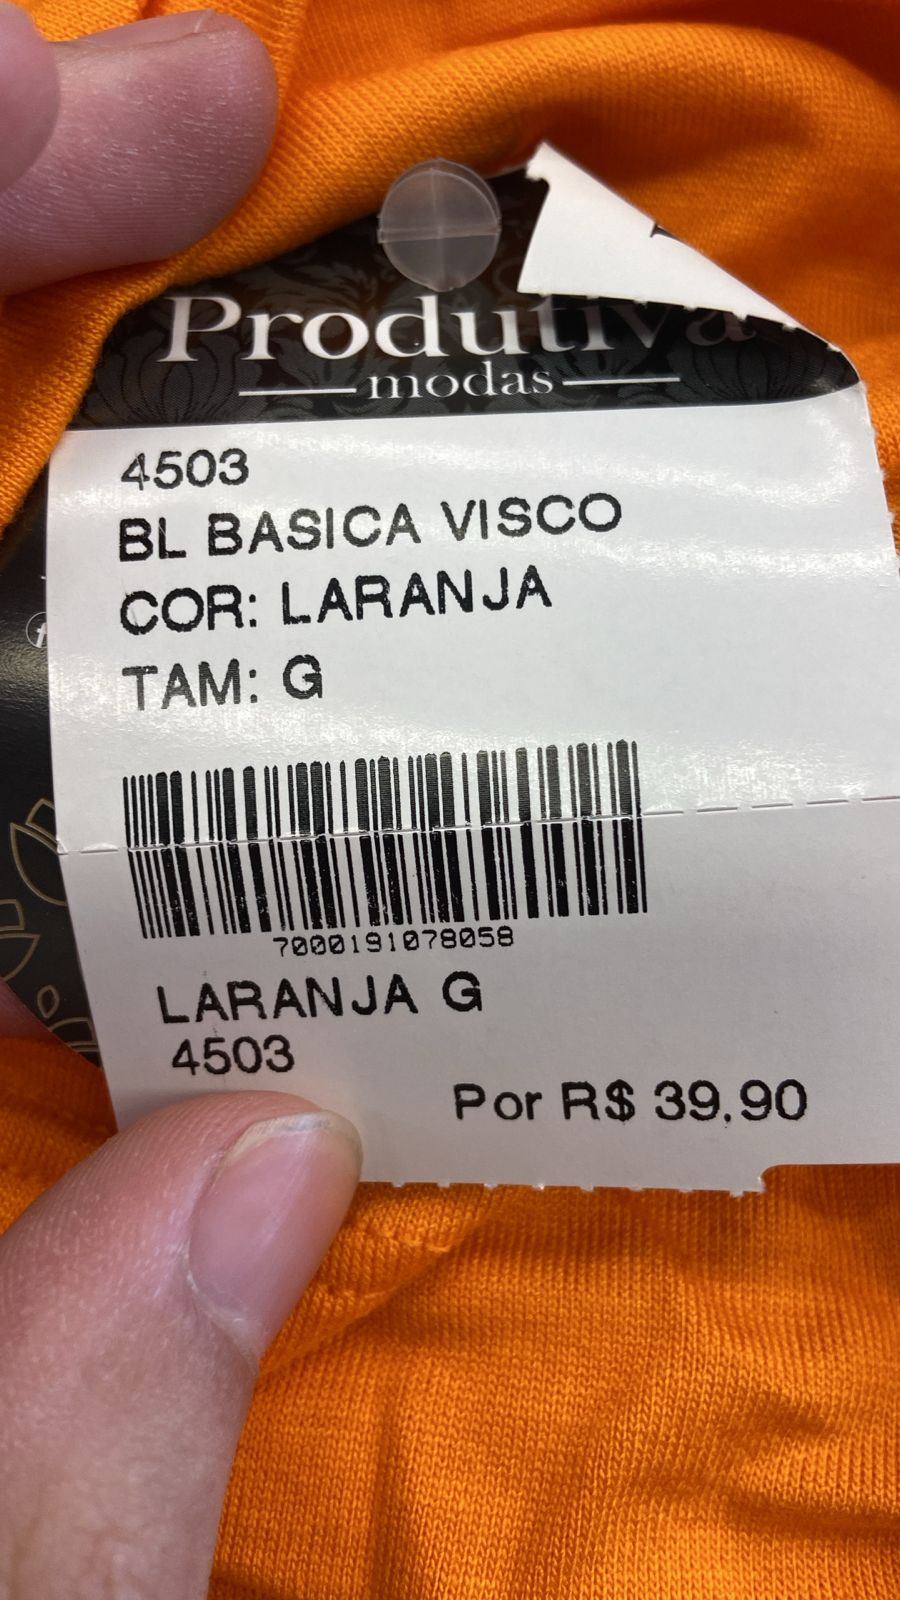 Produtiva
modas
4503
BL BASICA VISCO
COR: LARANJA
TAM: G
7000191078058
LARANJA G
4503
Por R$ 39.90